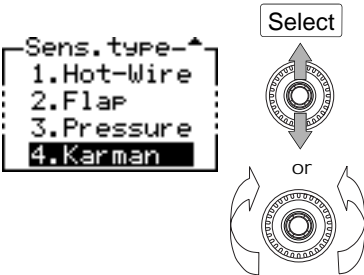 Sens.type
1.Hot-Wire
2.Flap
3.Pressure
4.Karman
Select
or